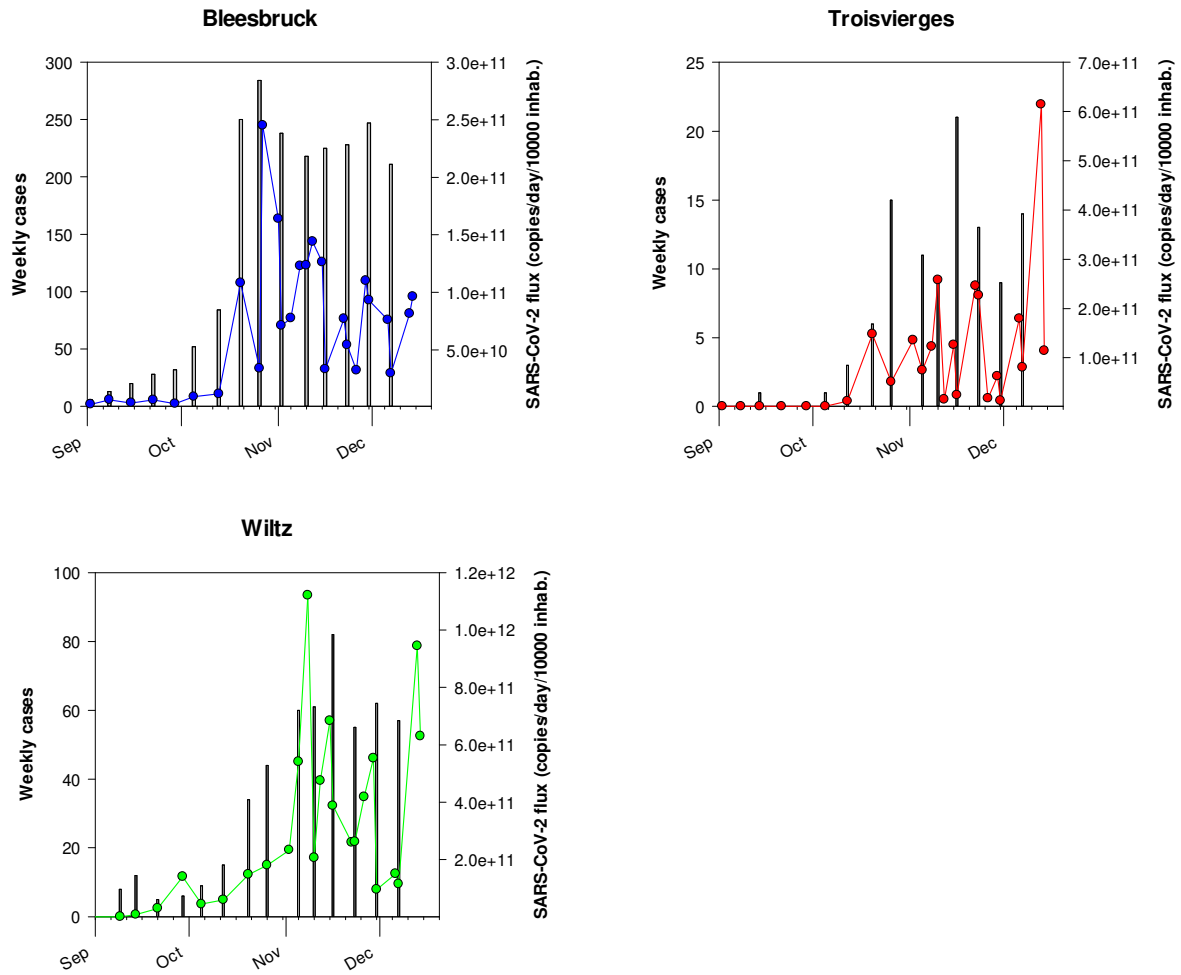 Bleesbruck
300
250
200
150
100
50
0
Weekly cases
3.0e+11
2.5e+11
2.0e+11
1.5e+11
1.0e+11
5.0e+10
SARS-CoV-2 flux (copies/day/10000 inhab.)
Sep
Oct
Nov
Dec
Troisvierges
25
20
15
10
5
0
Weekly cases
7.0e+11
6.0e+11
5.0e+11
4.0e+11
3.0e+11
2.0e+11
1.0e+11
SARS-CoV-2 flux (copies/day/10000 inhab.)
Sep
Oct
Nov
Dec
Wiltz
100
80
60
40
20
0
Weekly cases
1.2e+12
1.0e+12
8.0e+11
6.0e+11
4.0e+11
2.0e+11
SARS-CoV-2 flux (copies/day/10000 inhab.)
Sep
Oct
Nov
Dec